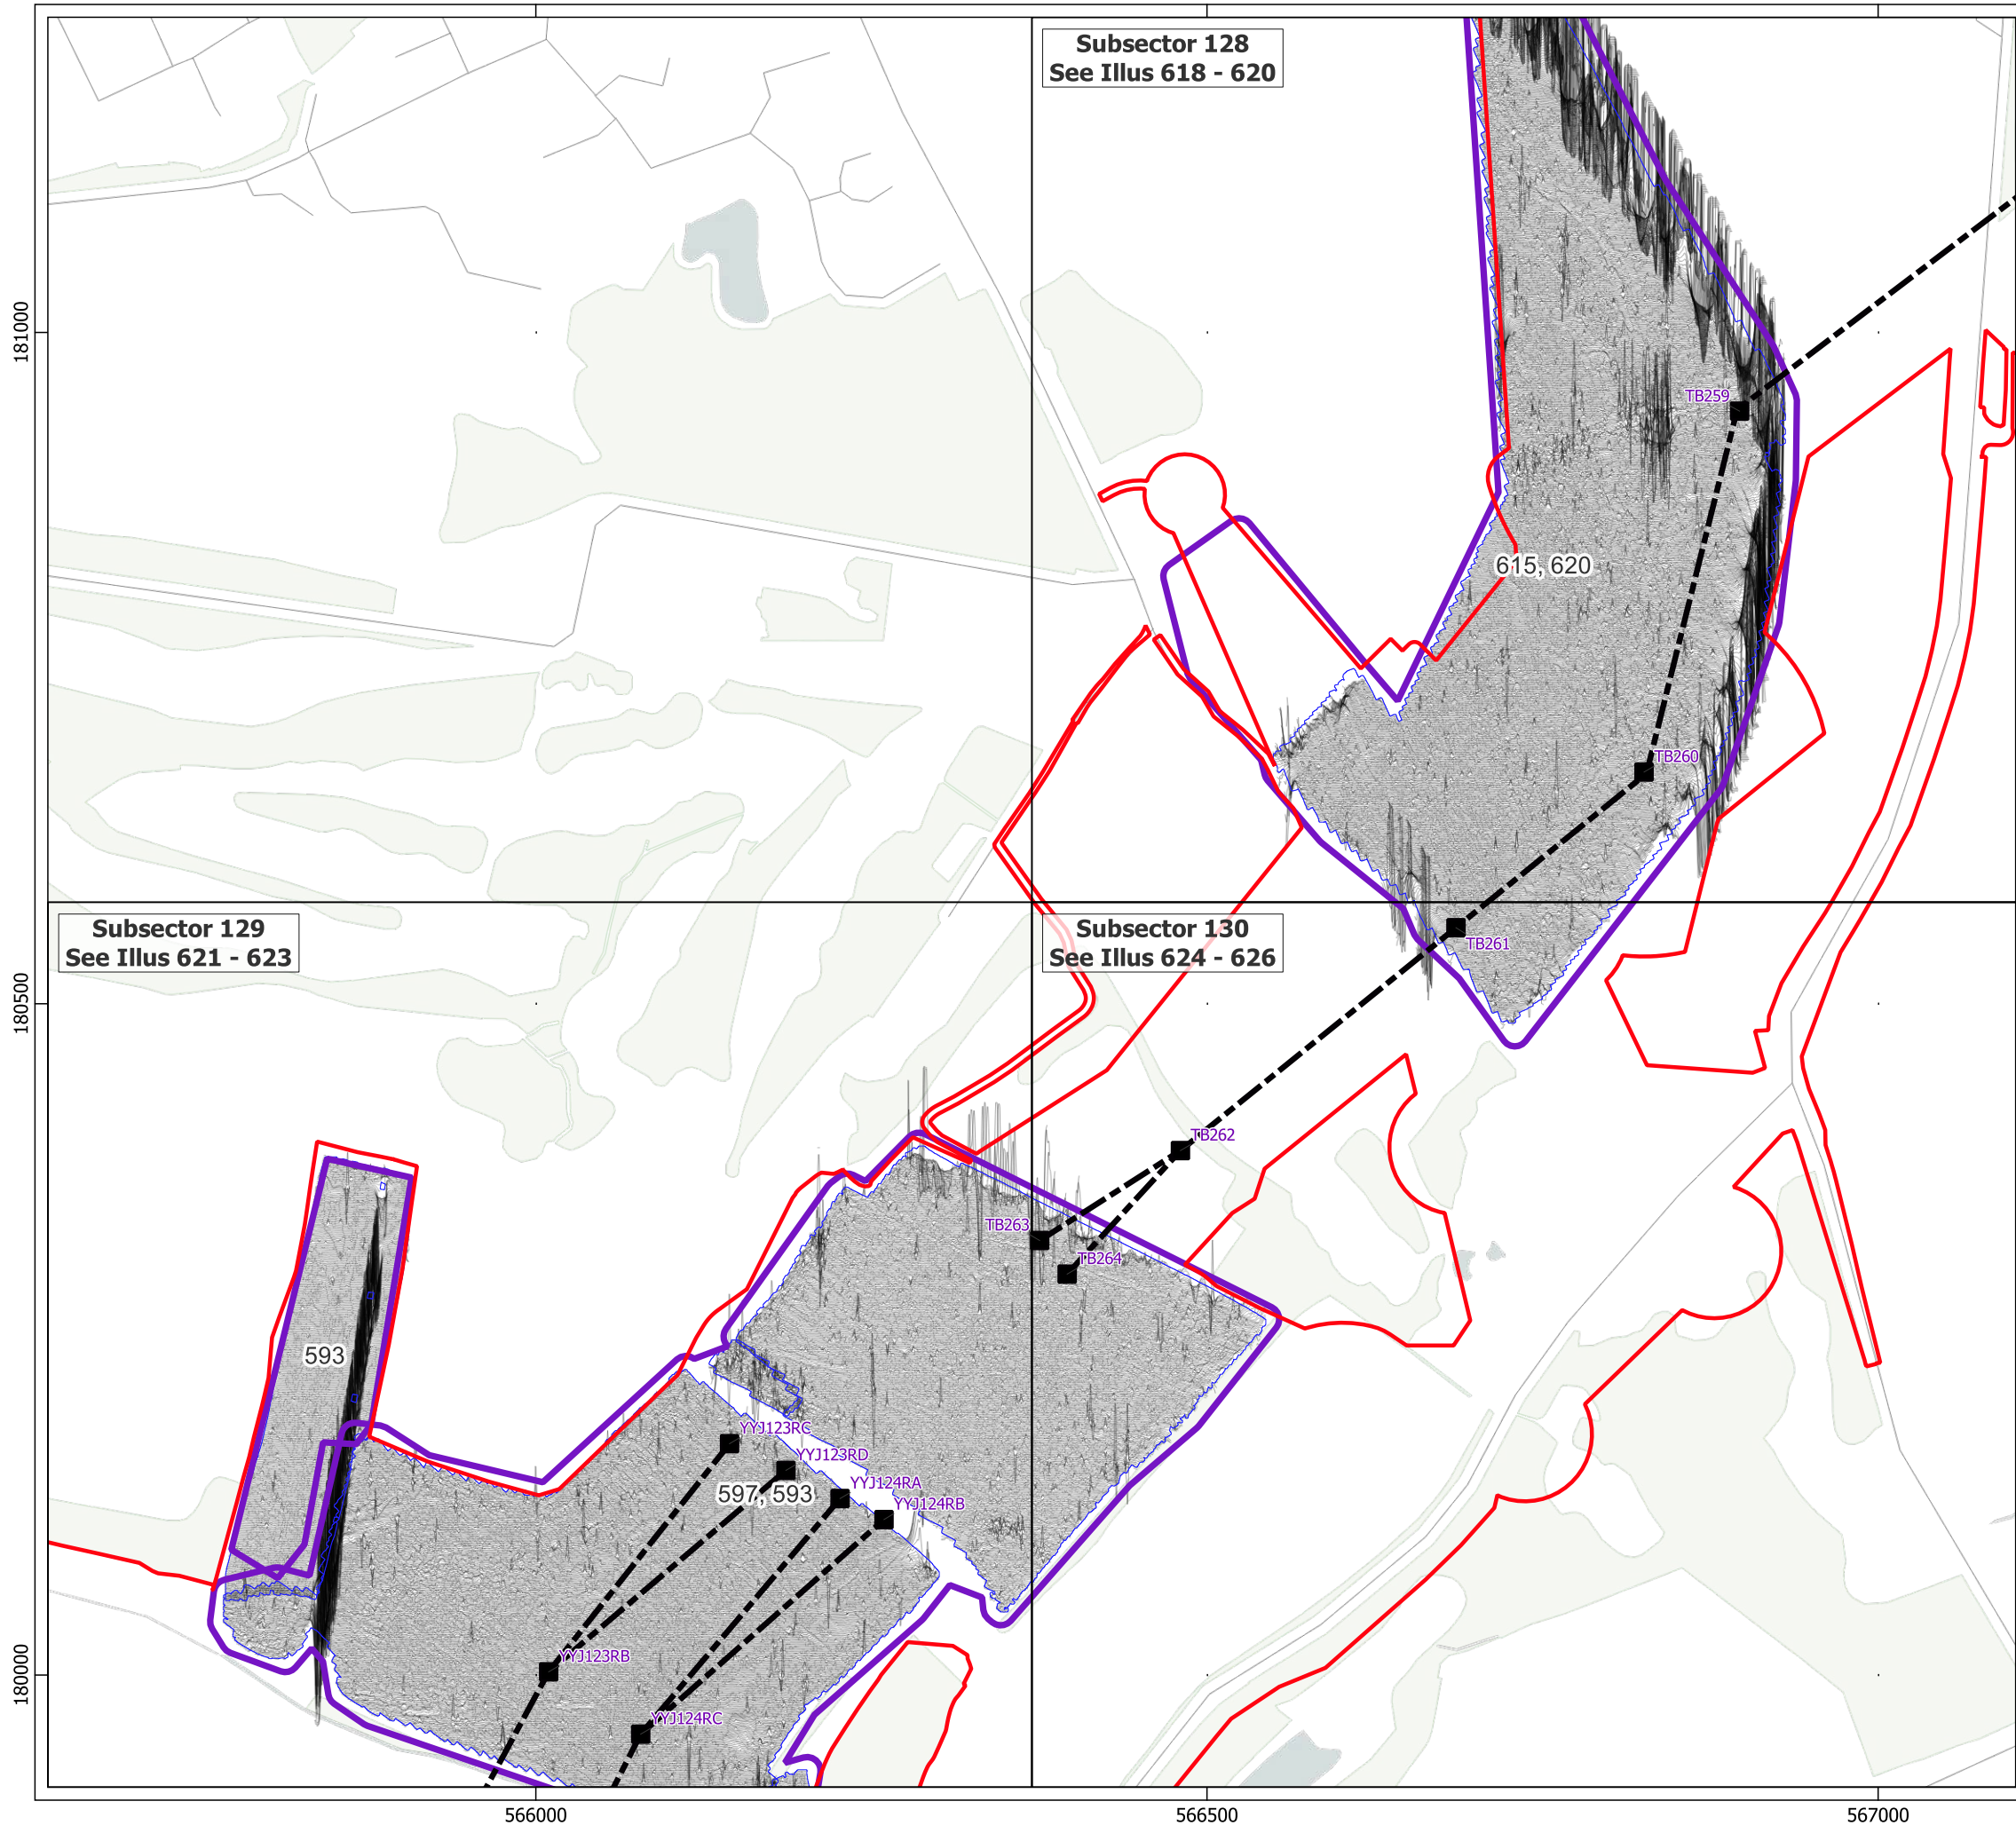 Subsector 128
See Illus 618 - 620
181000
TB259
615, 620
TB260
Subsector 129
See Illus 621 - 623
Subsector 130
See Illus 624 - 626
TB261
180500
TB262
TB263
TB264
593
YYJ123RC
YYJ123RD
YYJ124RA
597, 593
YYJ124RB
YYJ123RB
180000
YYJ124RC
566000
566500
567000